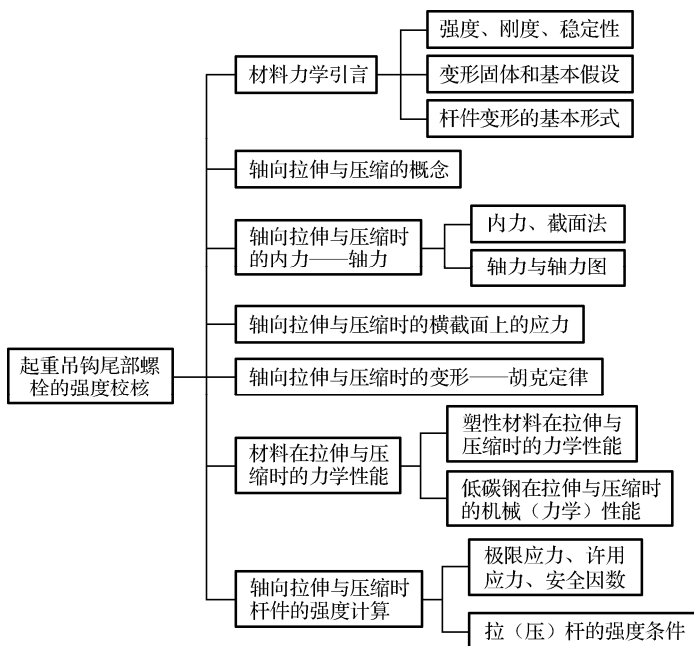 起重吊钩尾部螺
栓的强度校核
材料力学引言
强度、刚度、稳定性
变形固体和基本假设
杆件变形的基本形式
轴向拉伸与压缩的概念
轴向拉伸与压缩时
的内力——轴力
内力、截面法
轴力与轴力图
轴向拉伸与压缩时的横截面上的应力
轴向拉伸与压缩时的变形——胡克定律
材料在拉伸与压
缩时的力学性能
塑性材料在拉伸与
压缩时的力学性能
低碳钢在拉伸与压缩时
的机械（力学）性能
轴向拉伸与压缩时
杆件的强度计算
极限应力、许用
应力、安全因数
拉（压）杆的强度条件